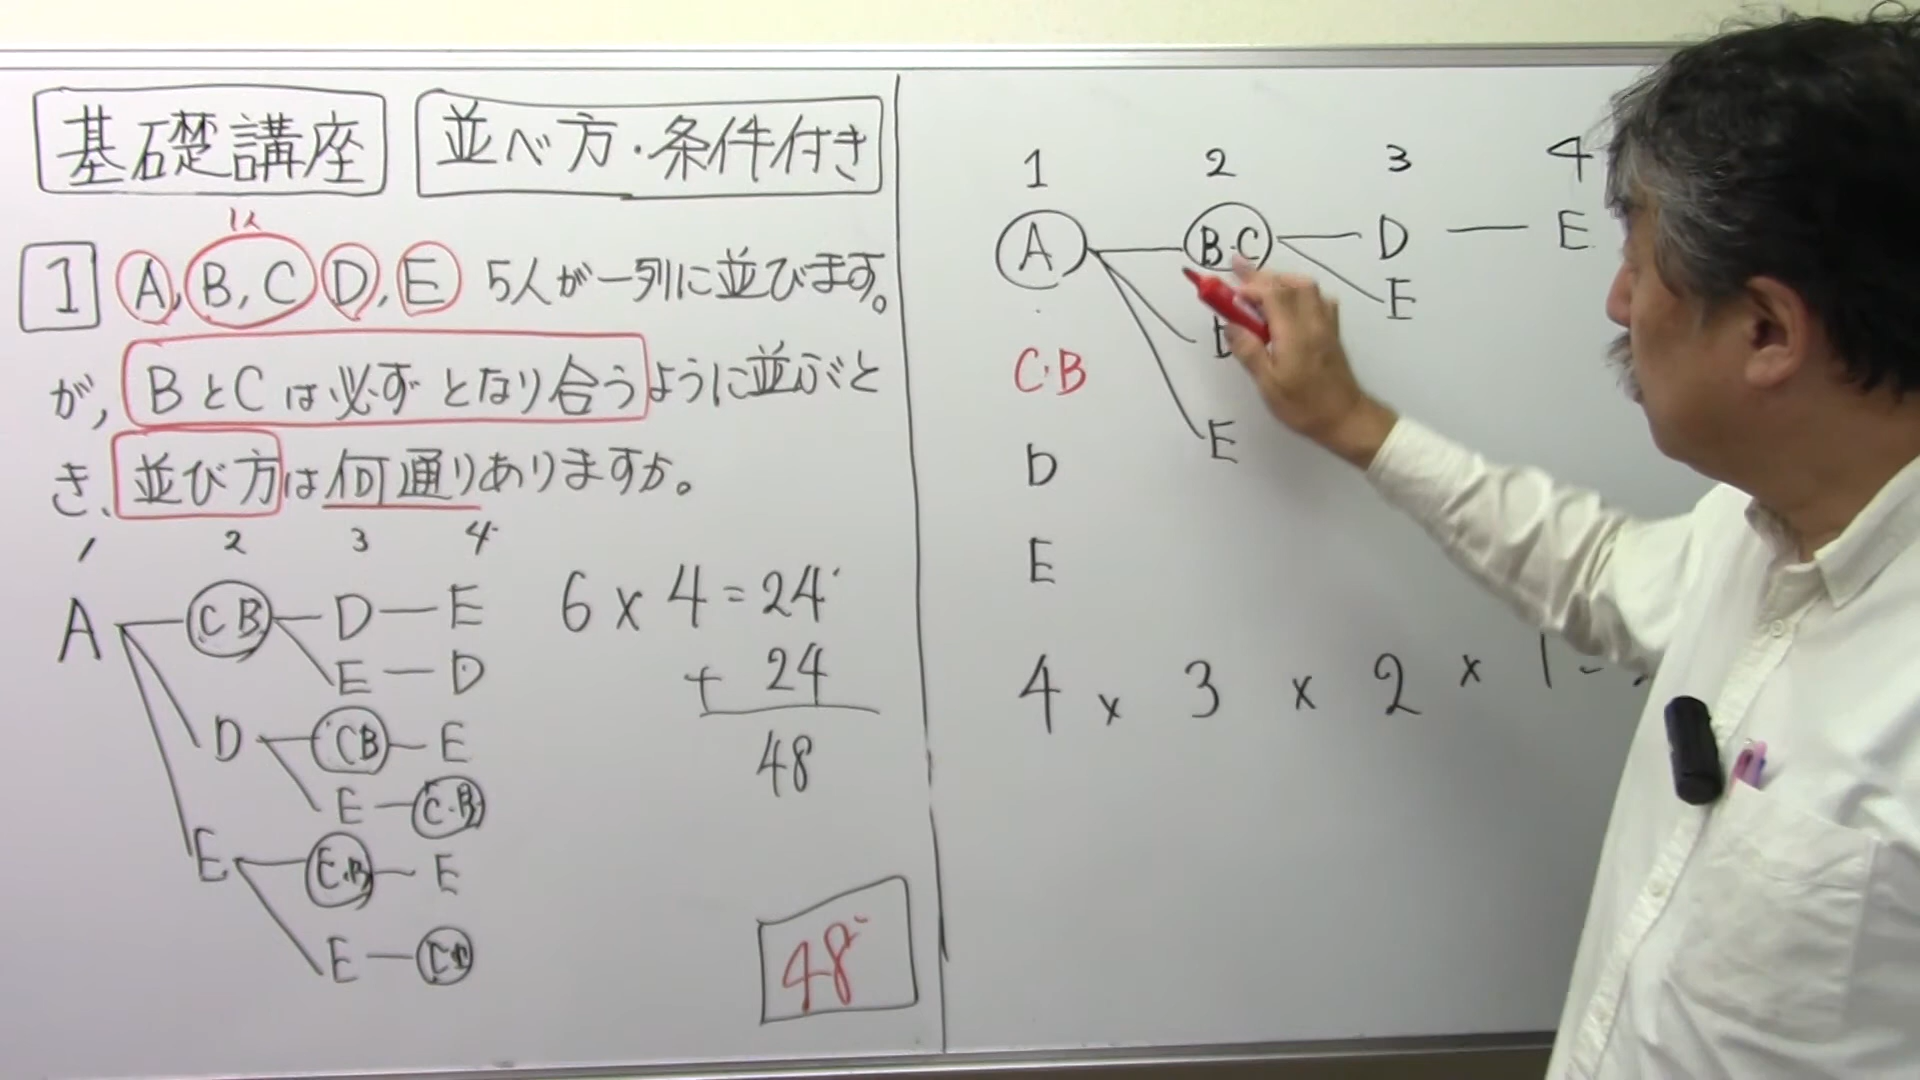 基礎講座 並べ方・条件付き
1人
1 A, B, C, D, E 5人が一列に並びます。
が, BとCは必ずとなり合うように並ぶと
き、並び方は何通りありますか。
1 2 3 4
A C B D E
E D
D CB E
E C・B
E C・B E
E
6 × 4 = 24
+ 24
48
48
1 2 3 4
A B・C D E
E
C・B
E
D
E
4 × 3 × 2 × 1 =